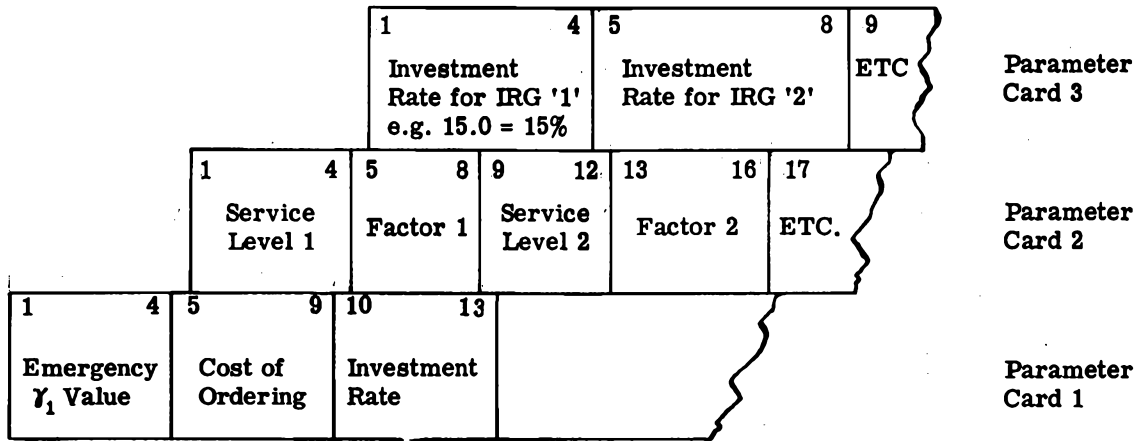 1 4 5 8 9
Investment Rate for IRG '1' e.g. 15.0 = 15%
Investment Rate for IRG '2'
ETC
Parameter Card 3
1 4 5 8 9 12 13 16 17
Service Level 1
Factor 1
Service Level 2
Factor 2
ETC.
Parameter Card 2
1 4 5 9 10 13
Emergency γ₁ Value
Cost of Ordering
Investment Rate
Parameter Card 1